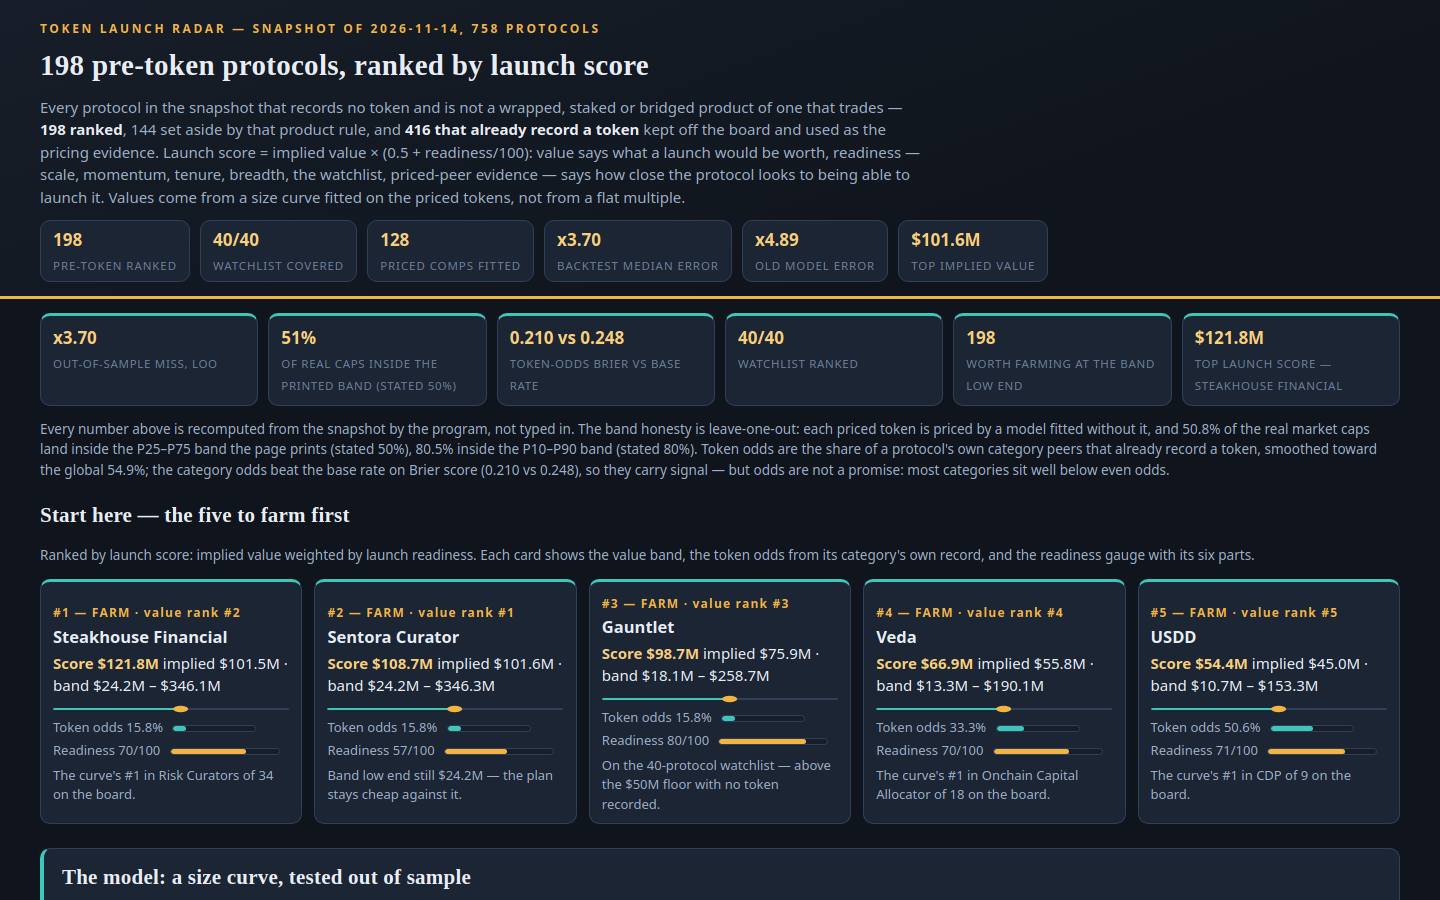 TOKEN LAUNCH RADAR — SNAPSHOT OF 2026-11-14, 758 PROTOCOLS
198 pre-token protocols, ranked by launch score
Every protocol in the snapshot that records no token and is not a wrapped, staked or bridged product of one that trades —
198 ranked, 144 set aside by that product rule, and 416 that already record a token kept off the board and used as the
pricing evidence. Launch score = implied value × (0.5 + readiness/100): value says what a launch would be worth, readiness —
scale, momentum, tenure, breadth, the watchlist, priced-peer evidence — says how close the protocol looks to being able to
launch it. Values come from a size curve fitted on the priced tokens, not from a flat multiple.
198
PRE-TOKEN RANKED
40/40
WATCHLIST COVERED
128
PRICED COMPS FITTED
x3.70
BACKTEST MEDIAN ERROR
x4.89
OLD MODEL ERROR
$101.6M
TOP IMPLIED VALUE
x3.70
OUT-OF-SAMPLE MISS, LOO
51%
OF REAL CAPS INSIDE THE
PRINTED BAND (STATED 50%)
0.210 vs 0.248
TOKEN-ODDS BRIER VS BASE
RATE
40/40
WATCHLIST RANKED
198
WORTH FARMING AT THE BAND
LOW END
$121.8M
TOP LAUNCH SCORE —
STEAKHOUSE FINANCIAL
Every number above is recomputed from the snapshot by the program, not typed in. The band honesty is leave-one-out: each priced token is priced by a model fitted without it, and 50.8% of the real market caps
land inside the P25–P75 band the page prints (stated 50%), 80.5% inside the P10–P90 band (stated 80%). Token odds are the share of a protocol's own category peers that already record a token, smoothed toward
the global 54.9%; the category odds beat the base rate on Brier score (0.210 vs 0.248), so they carry signal — but odds are not a promise: most categories sit well below even odds.
Start here — the five to farm first
Ranked by launch score: implied value weighted by launch readiness. Each card shows the value band, the token odds from its category's own record, and the readiness gauge with its six parts.
#1 — FARM · value rank #2
Steakhouse Financial
Score $121.8M implied $101.5M ·
band $24.2M – $346.1M
Token odds 15.8%
Readiness 70/100
The curve's #1 in Risk Curators of 34
on the board.
#2 — FARM · value rank #1
Sentora Curator
Score $108.7M implied $101.6M ·
band $24.2M – $346.3M
Token odds 15.8%
Readiness 57/100
Band low end still $24.2M — the plan
stays cheap against it.
#3 — FARM · value rank #3
Gauntlet
Score $98.7M implied $75.9M ·
band $18.1M – $258.7M
Token odds 15.8%
Readiness 80/100
On the 40-protocol watchlist — above
the $50M floor with no token
recorded.
#4 — FARM · value rank #4
Veda
Score $66.9M implied $55.8M ·
band $13.3M – $190.1M
Token odds 33.3%
Readiness 70/100
The curve's #1 in Onchain Capital
Allocator of 18 on the board.
#5 — FARM · value rank #5
USDD
Score $54.4M implied $45.0M ·
band $10.7M – $153.3M
Token odds 50.6%
Readiness 71/100
The curve's #1 in CDP of 9 on the
board.
The model: a size curve, tested out of sample